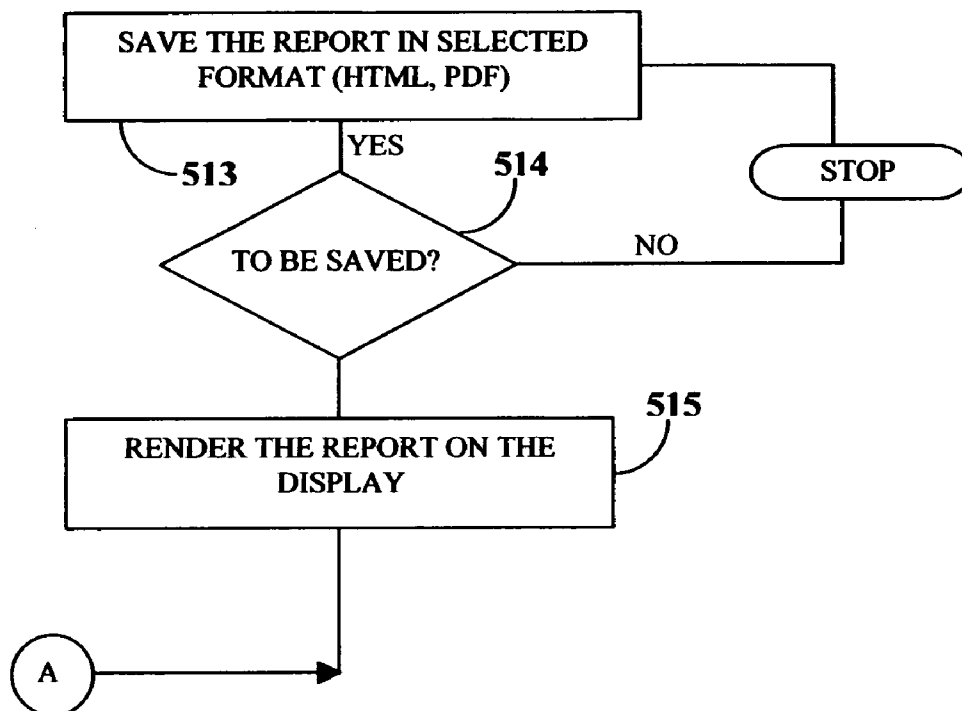 SAVE THE REPORT IN SELECTED
FORMAT (HTML, PDF)
YES
513
514
STOP
TO BE SAVED?
NO
515
RENDER THE REPORT ON THE
DISPLAY
A